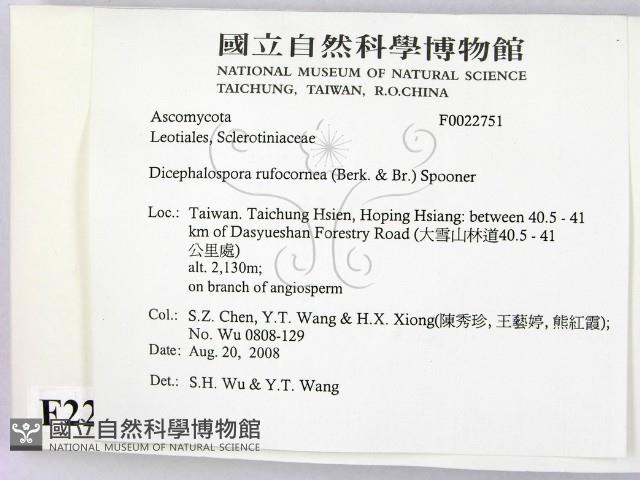 國立自然科學博物館
NATIONAL MUSEUM OF NATURAL SCIENCE
TAICHUNG, TAIWAN, R.O.CHINA
Ascomycota F0022751
Leotiales, Sclerotiniaceae
Dicephalospora rufocornea (Berk. & Br.) Spooner
Loc.: Taiwan. Taichung Hsien, Hoping Hsiang: between 40.5 - 41
km of Dasyueshan Forestry Road (大雪山林道40.5 - 41
公里處)
alt. 2,130m;
on branch of angiosperm
Col.: S.Z. Chen, Y.T. Wang & H.X. Xiong(陳秀珍, 王藝婷, 熊紅霞);
No. Wu 0808-129
Date: Aug. 20, 2008
Det.: S.H. Wu & Y.T. Wang
F22
國立自然科學博物館
NATIONAL MUSEUM OF NATURAL SCIENCE